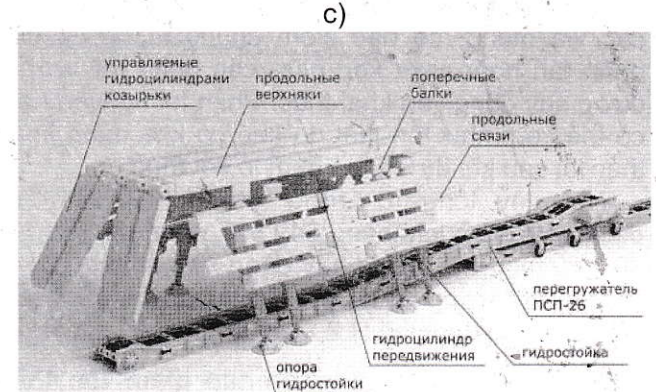 c)
управляемые
гидроцилиндрами
козырьки
продольные
верхняки
поперечные
балки
продольные
связи
перегружатель
ПСП-26
гидроцилиндр
передвижения
гидростойка
опора
гидростойки